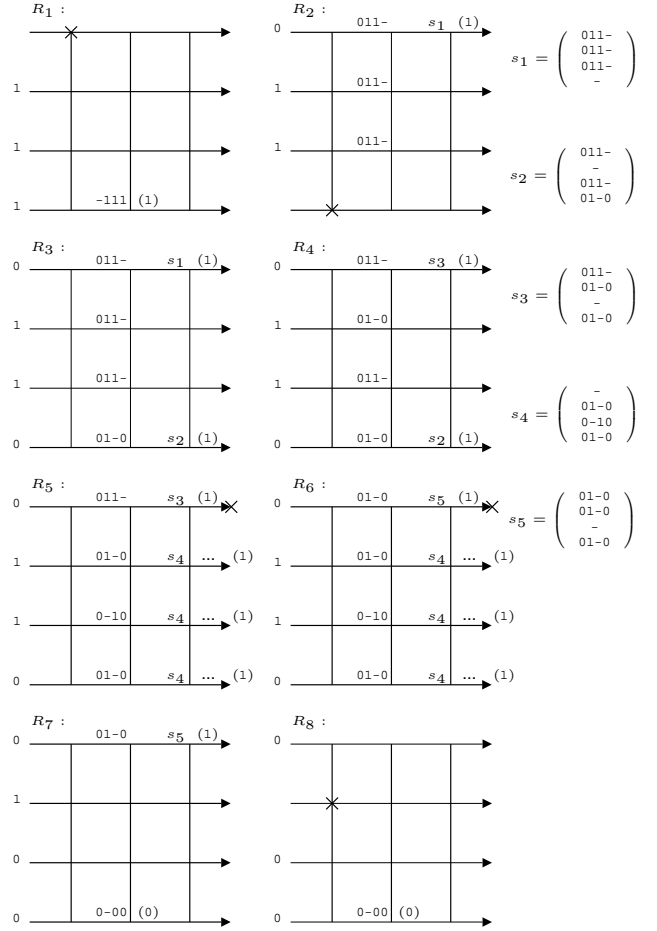 R1 : R2 :
0 011- s1 (1)
1 1 011-
1 1 011-
1 -111 (1)
s1 = ( 011- 011- 011- - )
s2 = ( 011- - 011- 01-0 )
R3 : R4 :
0 011- s1 (1) 0 011- s3 (1)
1 011- 1 01-0
1 011- 1 011-
0 01-0 s2 (1) 0 01-0 s2 (1)
s3 = ( 011- 01-0 - 01-0 )
s4 = ( - 01-0 0-10 01-0 )
R5 : R6 :
0 011- s3 (1) 0 01-0 s5 (1)
1 01-0 s4 ... (1) 1 01-0 s4 ... (1)
1 0-10 s4 ... (1) 1 0-10 s4 ... (1)
0 01-0 s4 ... (1) 0 01-0 s4 ... (1)
s5 = ( 01-0 01-0 - 01-0 )
R7 : R8 :
0 01-0 s5 (1) 0
1
0 0
0 0-00 (0) 0 0-00 (0)